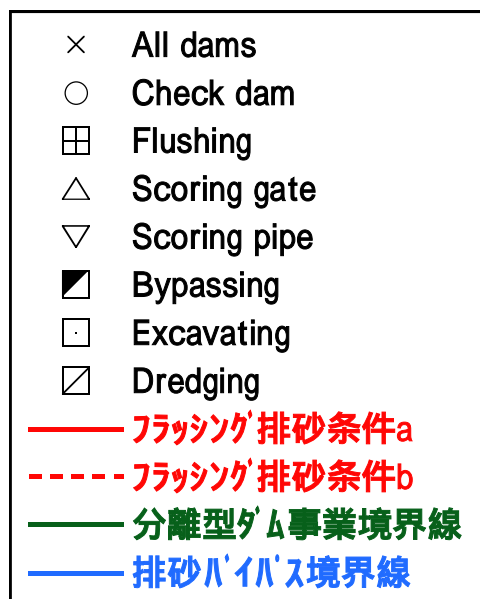 All dams
Check dam
Flushing
Scoring gate
Scoring pipe
Bypassing
Excavating
Dredging
ﾌﾗｯｼﾝｸﾞ排砂条件a
ﾌﾗｯｼﾝｸﾞ排砂条件b
分離型ﾀﾞﾑ事業境界線
排砂ﾊﾞｲﾊﾟｽ境界線